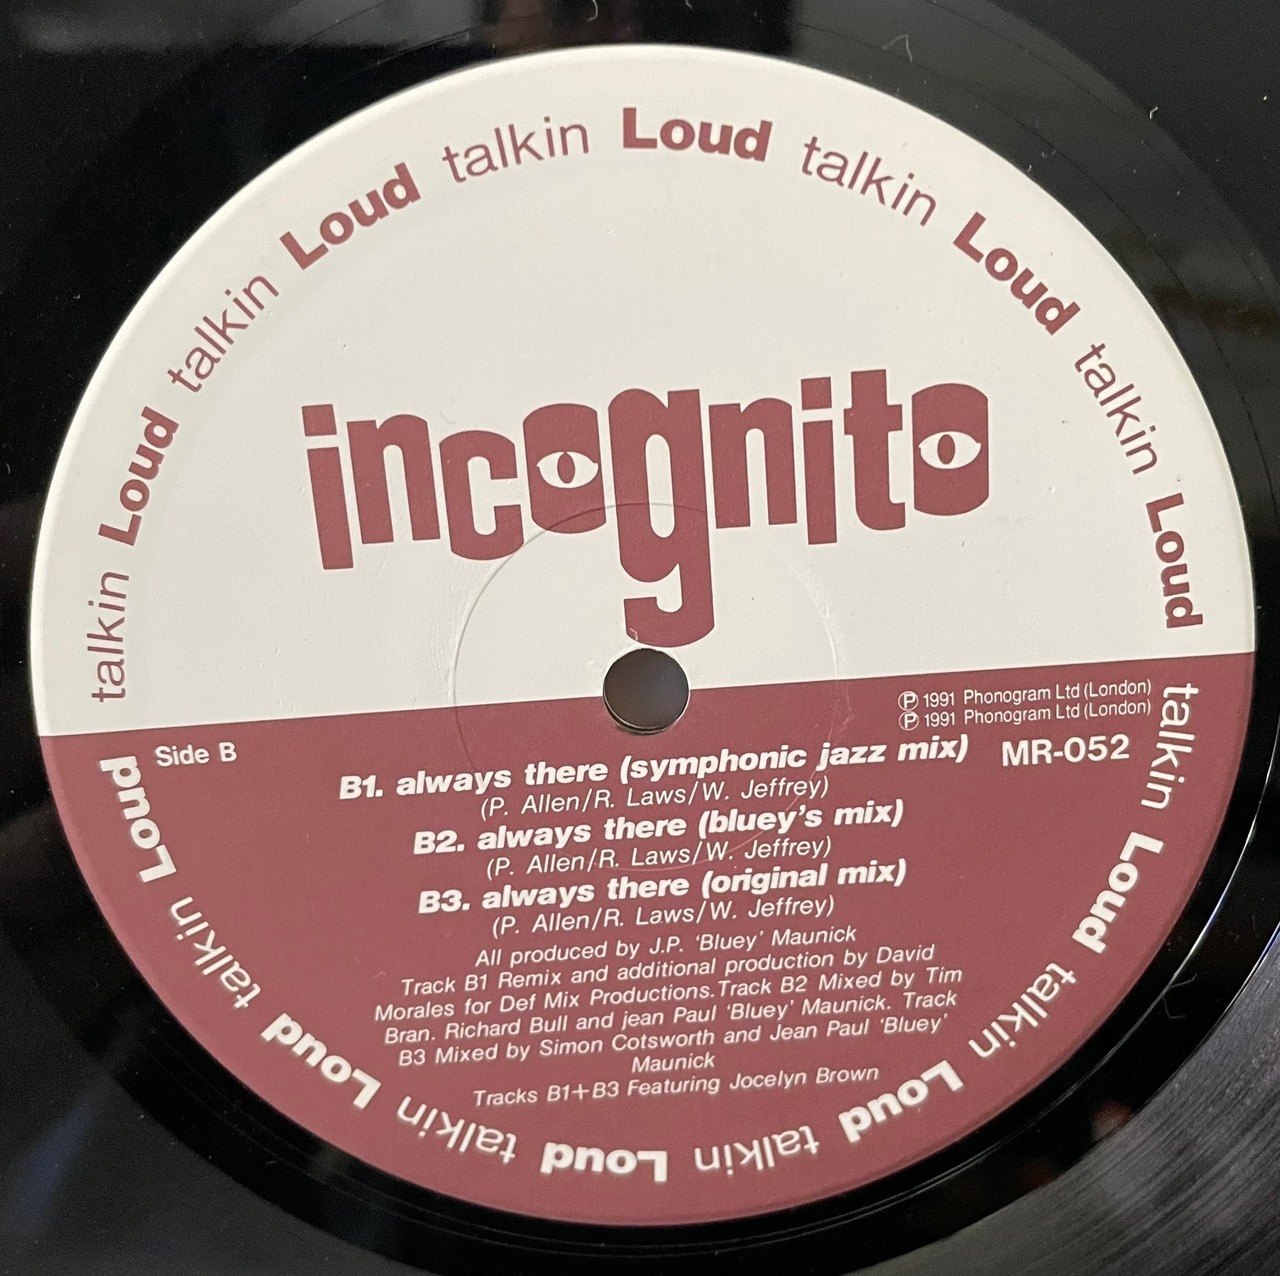 talkin Loud talkin Loud talkin Loud talkin Loud talkin Loud talkin Loud talkin Loud talkin Loud talkin Loud talkin Loud
incognito
℗ 1991 Phonogram Ltd (London)
℗ 1991 Phonogram Ltd (London)
Side B
MR-052
B1. always there (symphonic jazz mix)
(P. Allen/R. Laws/W. Jeffrey)
B2. always there (bluey's mix)
(P. Allen/R. Laws/W. Jeffrey)
B3. always there (original mix)
(P. Allen/R. Laws/W. Jeffrey)
All produced by J.P. 'Bluey' Maunick
Track B1 Remix and additional production by David
Morales for Def Mix Productions.Track B2 Mixed by Tim
Bran. Richard Bull and jean Paul 'Bluey' Maunick. Track
B3 Mixed by Simon Cotsworth and Jean Paul 'Bluey'
Maunick
Tracks B1+B3 Featuring Jocelyn Brown